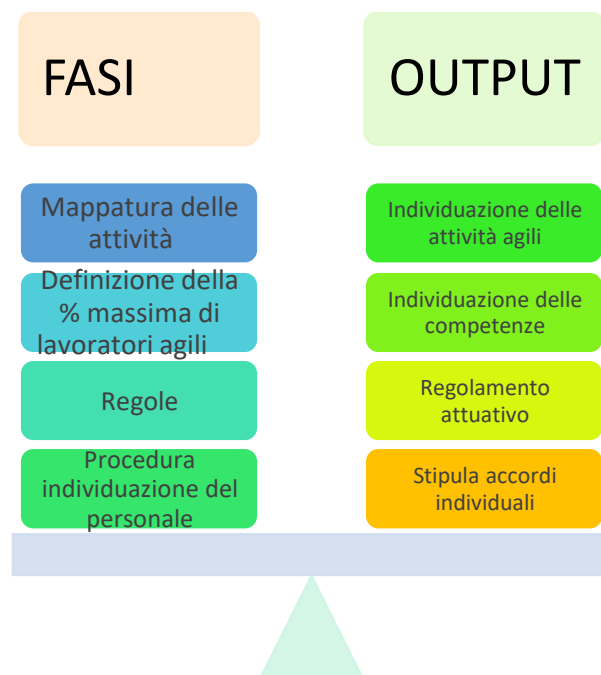 FASI
OUTPUT
Mappatura delle
attività
Individuazione delle
attività agili
Definizione della
% massima di
lavoratori agili
Individuazione delle
competenze
Regole
Regolamento
attuativo
Procedura
individuazione del
personale
Stipula accordi
individuali